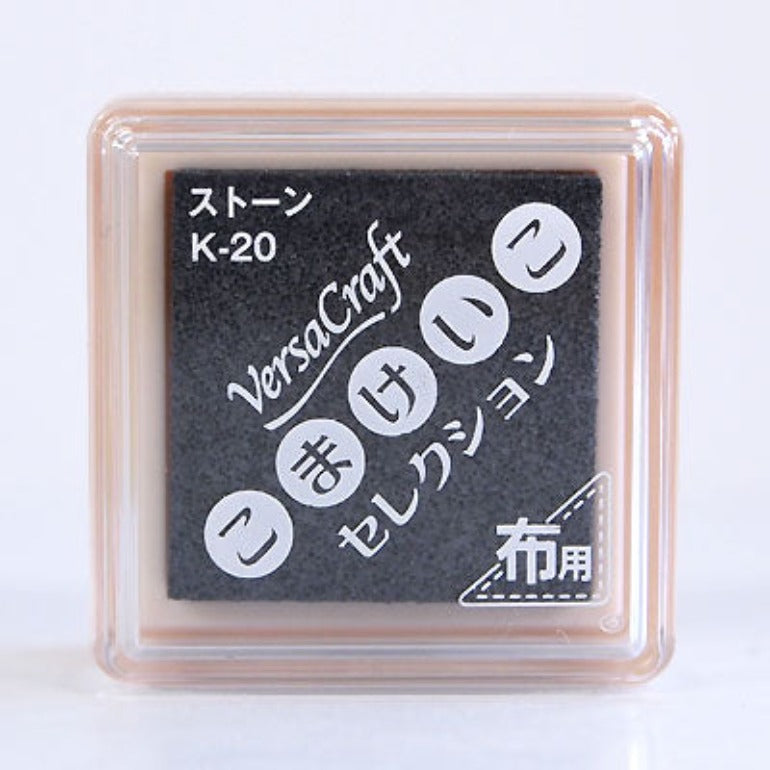 ストーン
K-20
VersaCraft
こまけいこ
セレクション
布用